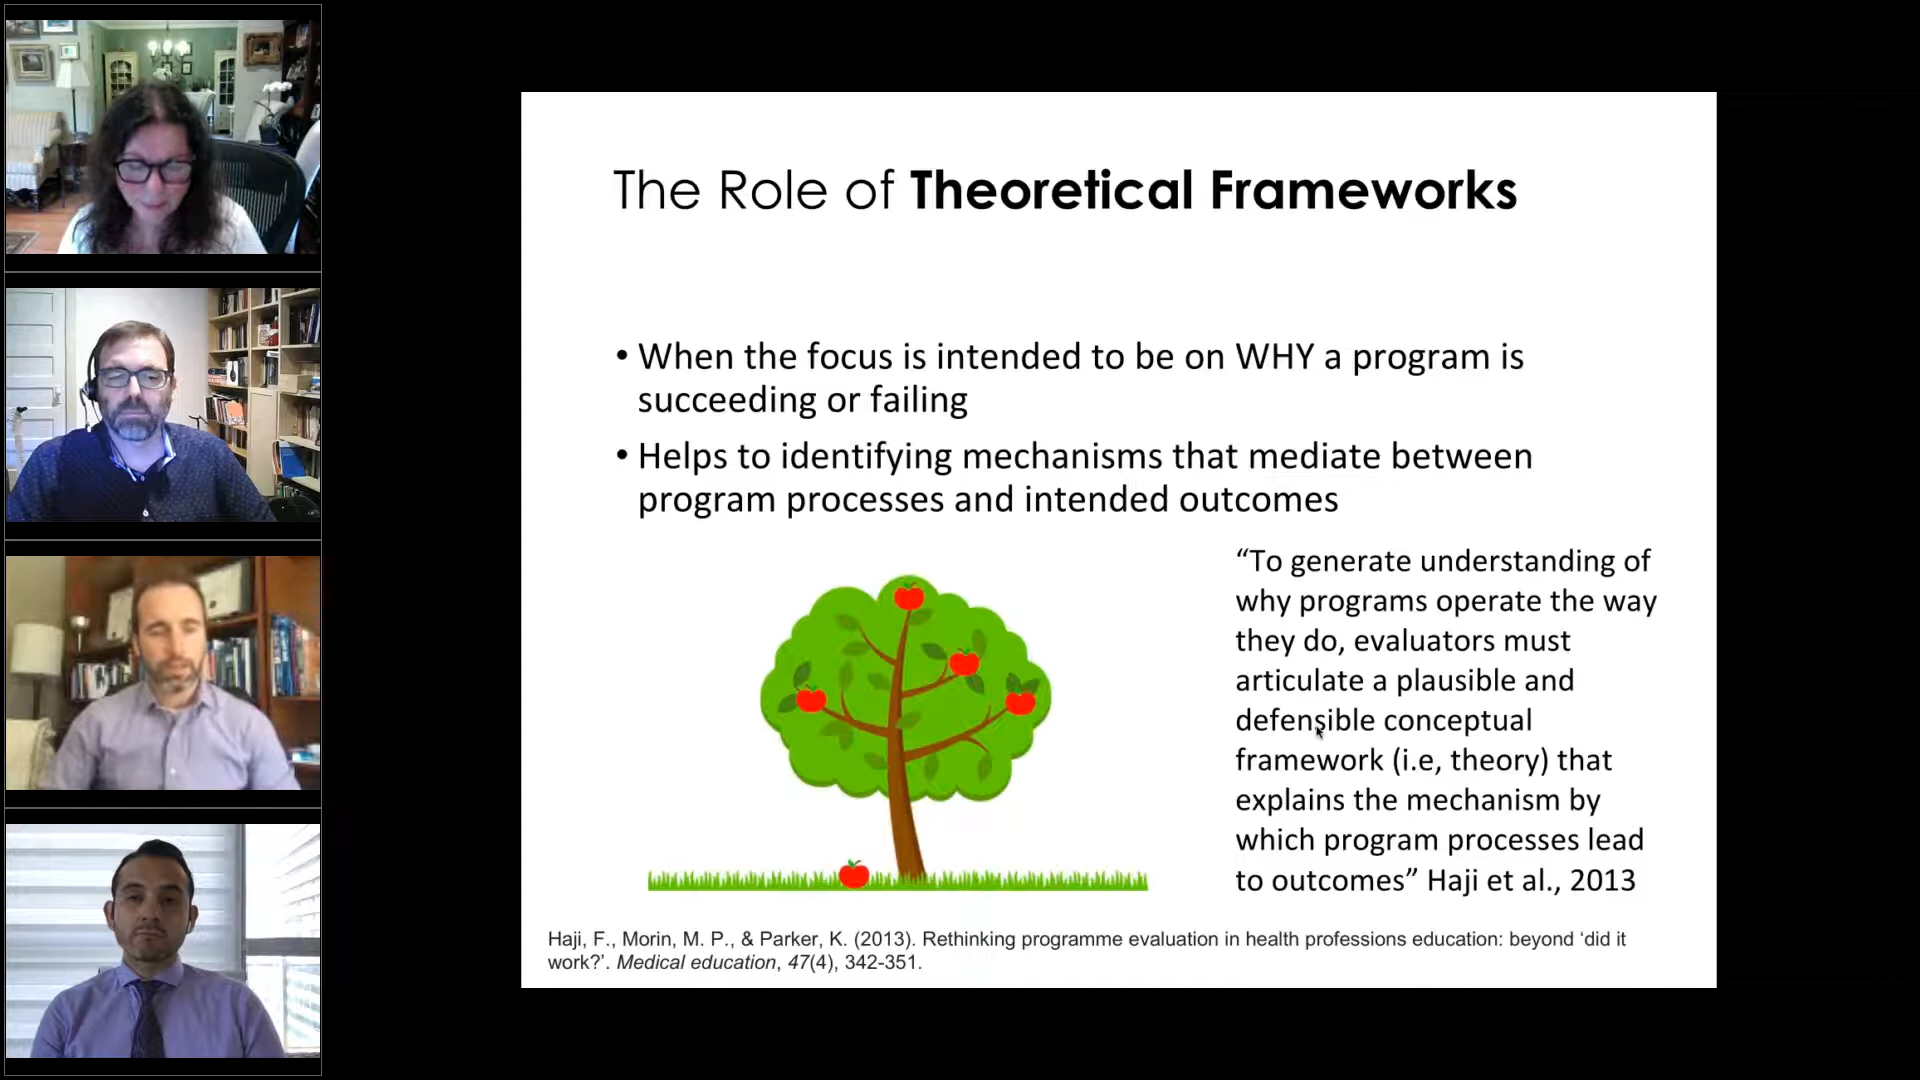 The Role of Theoretical Frameworks
• When the focus is intended to be on WHY a program is
succeeding or failing
• Helps to identifying mechanisms that mediate between
program processes and intended outcomes
“To generate understanding of
why programs operate the way
they do, evaluators must
articulate a plausible and
defensible conceptual
framework (i.e, theory) that
explains the mechanism by
which program processes lead
to outcomes” Haji et al., 2013
Haji, F., Morin, M. P., & Parker, K. (2013). Rethinking programme evaluation in health professions education: beyond ‘did it
work?’. Medical education, 47(4), 342-351.